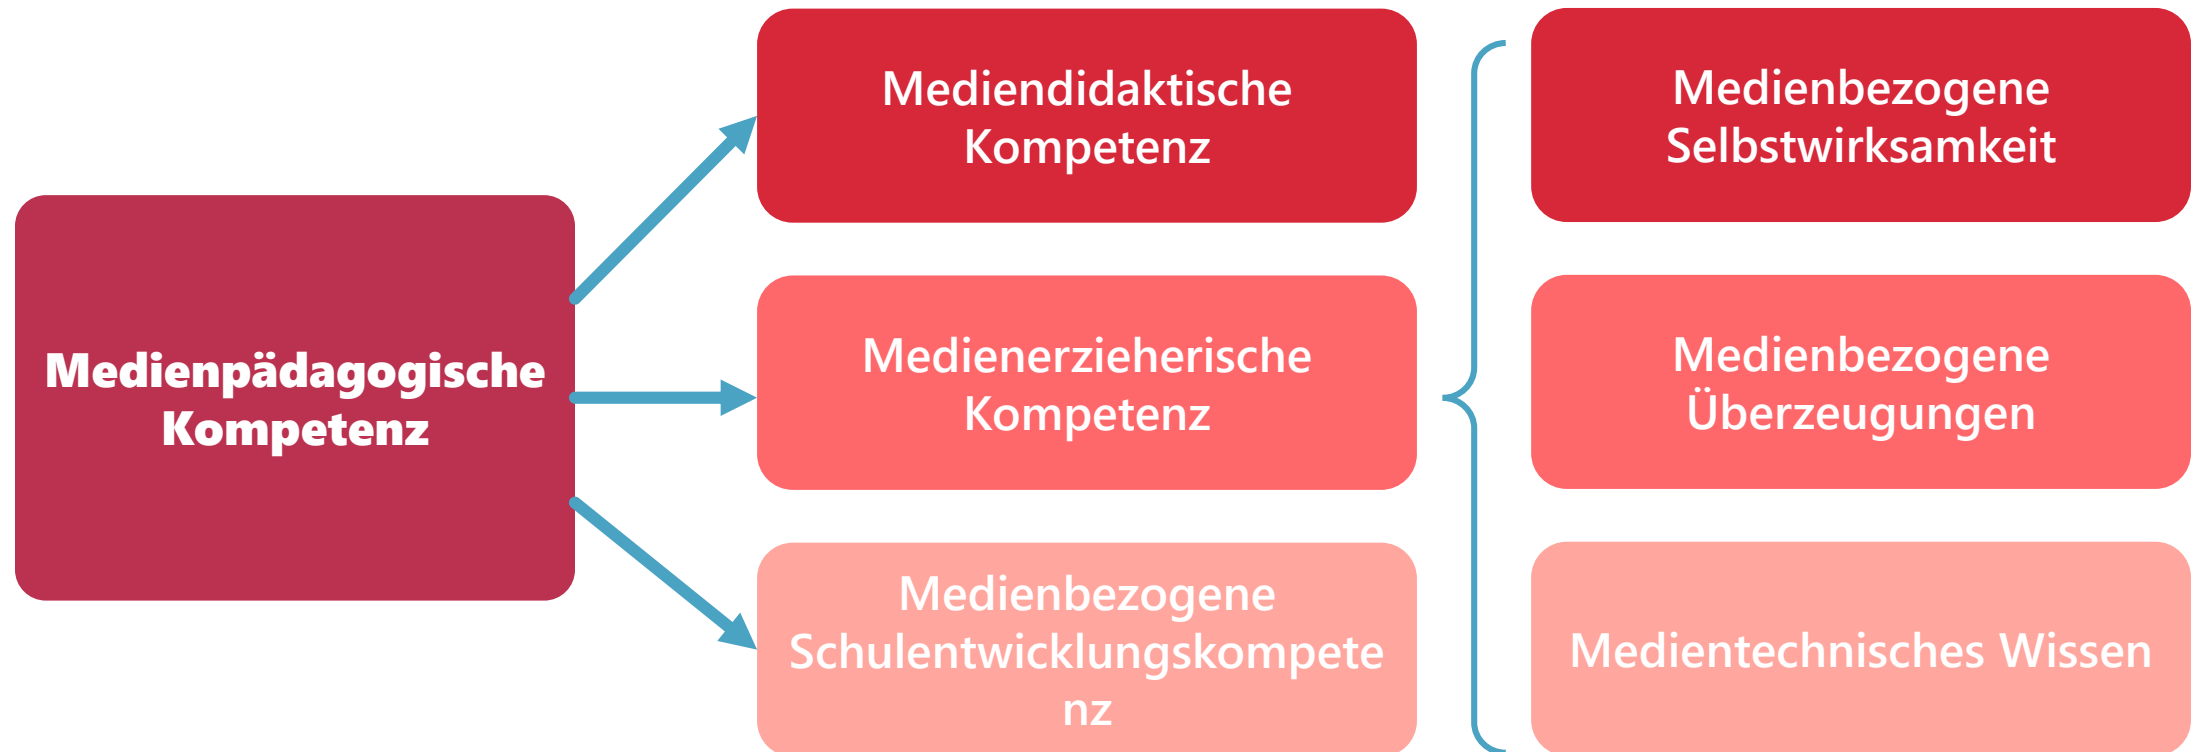 Medienpädagogische
Kompetenz
Mediendidaktische
Kompetenz
Medienerzieherische
Kompetenz
Medienbezogene
Schulentwicklungskompete
nz
Medienbezogene
Selbstwirksamkeit
Medienbezogene
Überzeugungen
Medientechnisches Wissen